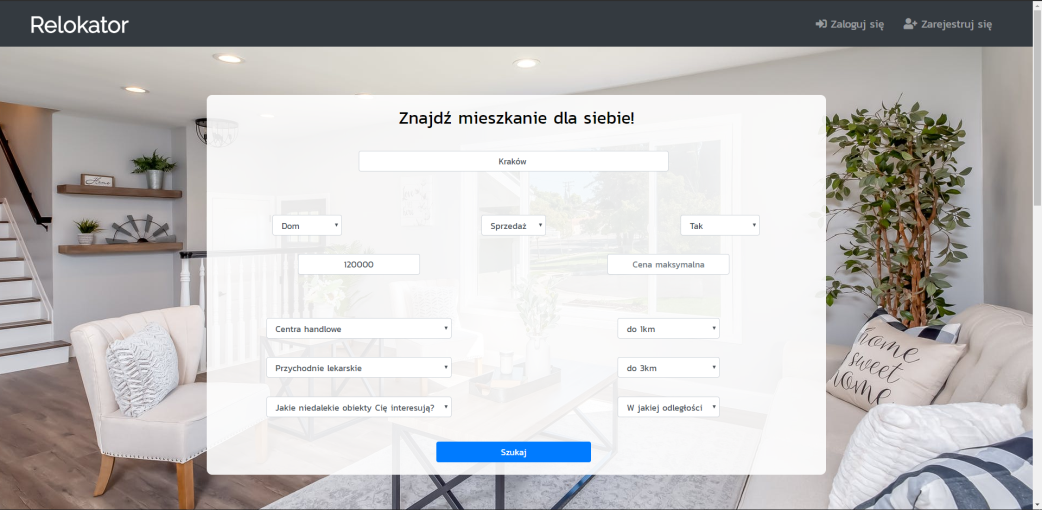 Relokator
Zaloguj się Zarejestruj się
Znajdź mieszkanie dla siebie!
Kraków
Dom Sprzedaż Tak
120000 Cena maksymalna
Centra handlowe do 1km
Przychodnie lekarskie do 3km
Jakie niedalekie obiekty Cię interesują? W jakiej odległości
Szukaj
home
sweet
home